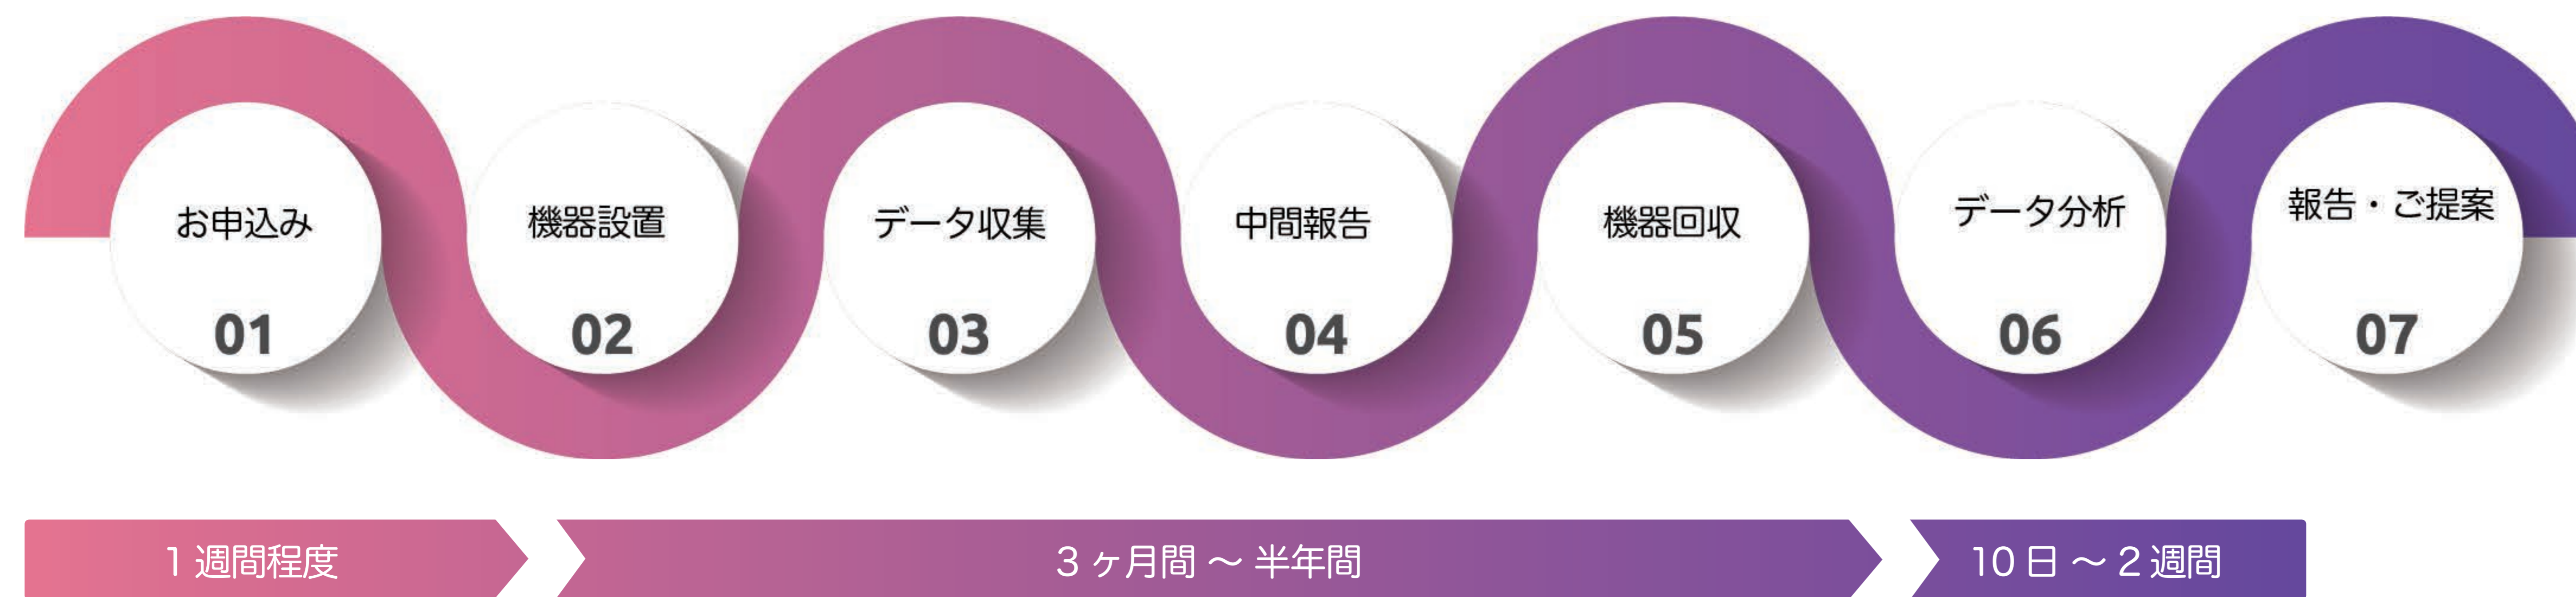 お申込み
01
機器設置
02
データ収集
03
中間報告
04
機器回収
05
データ分析
06
報告・ご提案
07
1週間程度
3ヶ月間～半年間
10日～2週間